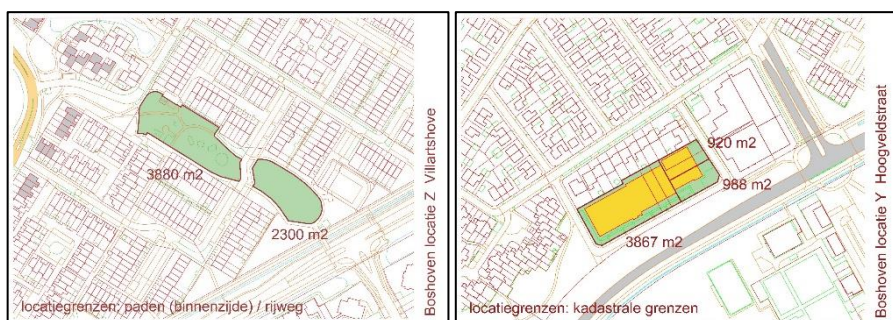 3880 m2
2300 m2
locatiegrenzen: paden (binnenzijde) / rijweg
Boshoven locatie Z Villartshove
920 m2
988 m2
3867 m2
locatiegrenzen: kadastrale grenzen
Boshoven locatie Y Hoogveldstraat